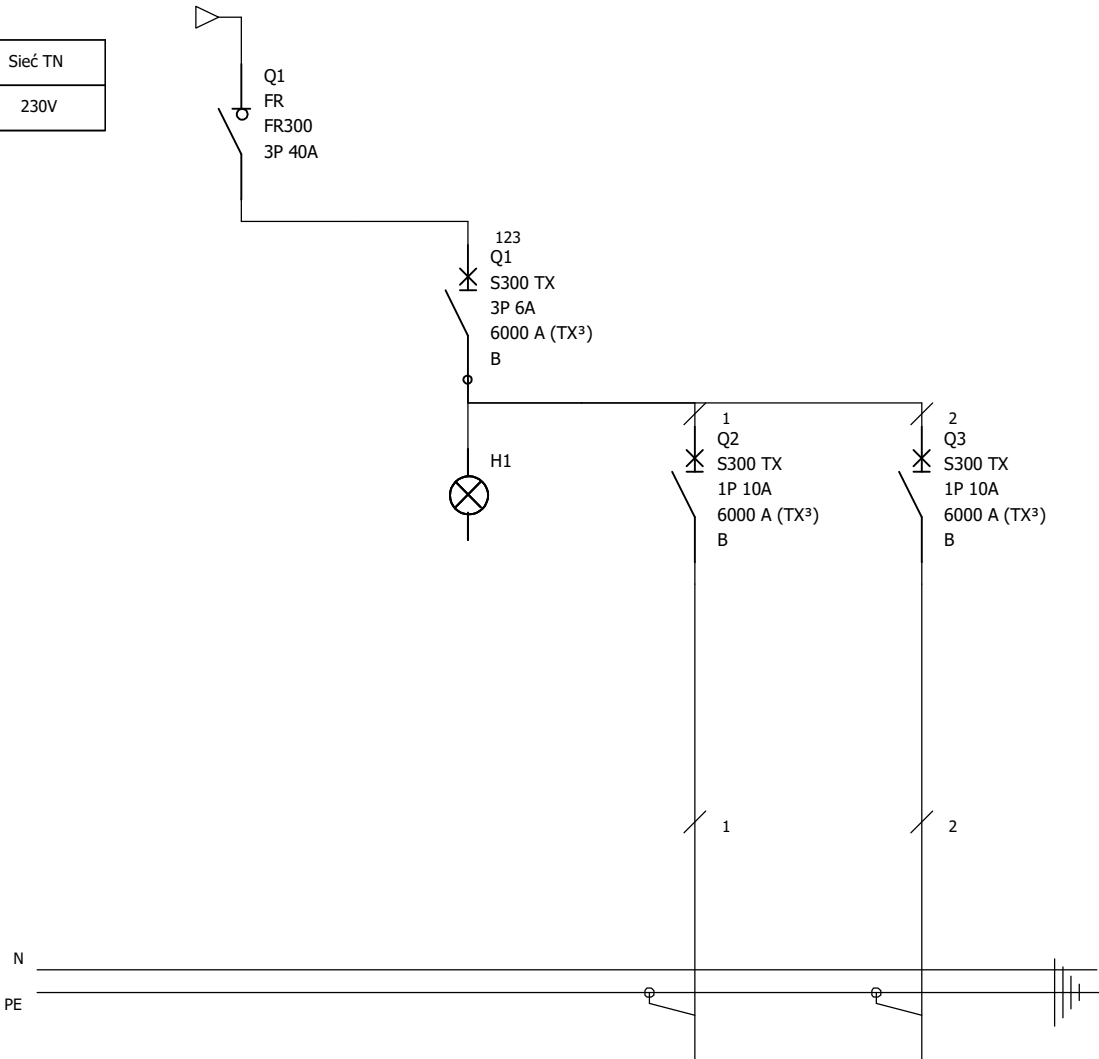 Sieć TN
230V
Q1
FR
FR300
3P 40A
123
Q1
S300 TX
3P 6A
6000 A (TX³)
B
H1
1
Q2
S300 TX
1P 10A
6000 A (TX³)
B
2
Q3
S300 TX
1P 10A
6000 A (TX³)
B
1
2
N
PE